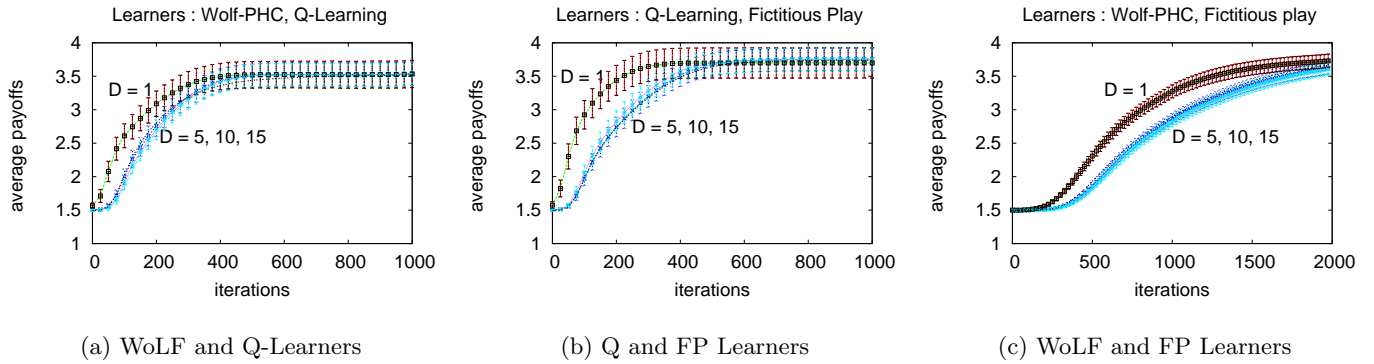 Learners : Wolf-PHC, Q-Learning
4
3.5
3
2.5
2
1.5
1
average payoffs
D = 1
D = 5, 10, 15
0 200 400 600 800 1000
iterations
(a) WoLF and Q-Learners
Learners : Q-Learning, Fictitious Play
4
3.5
3
2.5
2
1.5
1
average payoffs
D = 1
D = 5, 10, 15
0 200 400 600 800 1000
iterations
(b) Q and FP Learners
Learners : Wolf-PHC, Fictitious play
4
3.5
3
2.5
2
1.5
1
average payoffs
D = 1
D = 5, 10, 15
0 500 1000 1500 2000
iterations
(c) WoLF and FP Learners